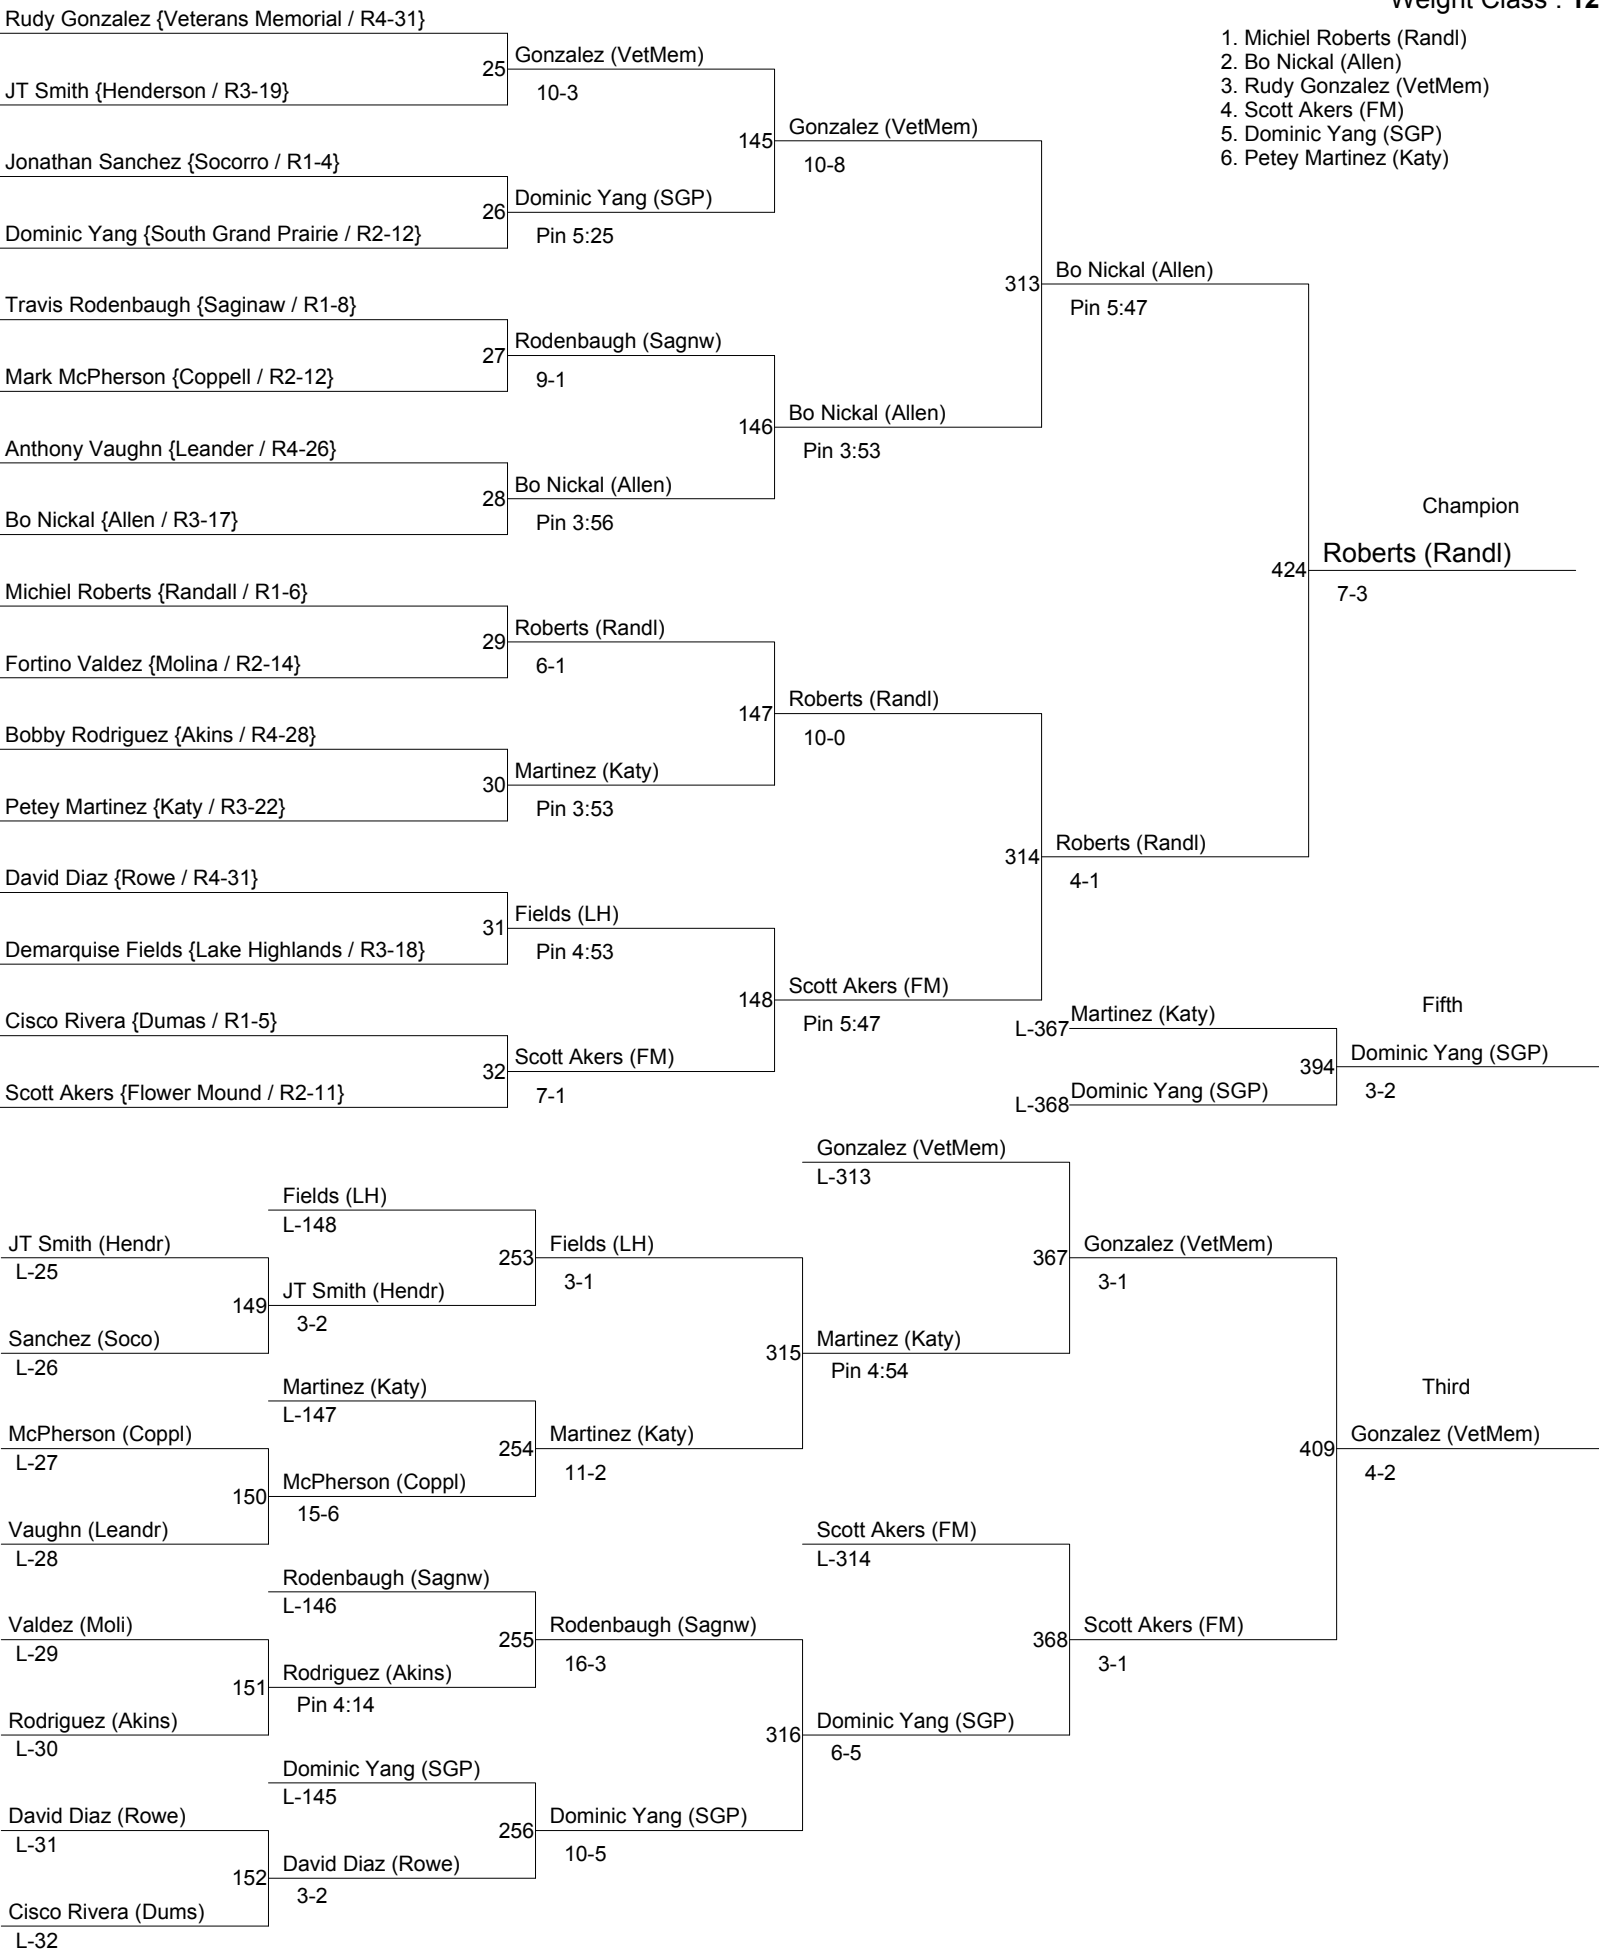 Weight Class : 12
1. Michiel Roberts (Randl)
2. Bo Nickal (Allen)
3. Rudy Gonzalez (VetMem)
4. Scott Akers (FM)
5. Dominic Yang (SGP)
6. Petey Martinez (Katy)
Rudy Gonzalez {Veterans Memorial / R4-31}
JT Smith {Henderson / R3-19}
Jonathan Sanchez {Socorro / R1-4}
Dominic Yang {South Grand Prairie / R2-12}
Travis Rodenbaugh {Saginaw / R1-8}
Mark McPherson {Coppell / R2-12}
Anthony Vaughn {Leander / R4-26}
Bo Nickal {Allen / R3-17}
Michiel Roberts {Randall / R1-6}
Fortino Valdez {Molina / R2-14}
Bobby Rodriguez {Akins / R4-28}
Petey Martinez {Katy / R3-22}
David Diaz {Rowe / R4-31}
Demarquise Fields {Lake Highlands / R3-18}
Cisco Rivera {Dumas / R1-5}
Scott Akers {Flower Mound / R2-11}
25
Gonzalez (VetMem)
10-3
26
Dominic Yang (SGP)
Pin 5:25
27
Rodenbaugh (Sagnw)
9-1
28
Bo Nickal (Allen)
Pin 3:56
29
Roberts (Randl)
6-1
30
Martinez (Katy)
Pin 3:53
31
Fields (LH)
Pin 4:53
32
Scott Akers (FM)
7-1
145
Gonzalez (VetMem)
10-8
146
Bo Nickal (Allen)
Pin 3:53
147
Roberts (Randl)
10-0
148
Scott Akers (FM)
Pin 5:47
313
Bo Nickal (Allen)
Pin 5:47
314
Roberts (Randl)
4-1
Champion
424
Roberts (Randl)
7-3
Fifth
L-367
Martinez (Katy)
L-368
Dominic Yang (SGP)
394
Dominic Yang (SGP)
3-2
JT Smith (Hendr)
L-25
Sanchez (Soco)
L-26
McPherson (Coppl)
L-27
Vaughn (Leandr)
L-28
Valdez (Moli)
L-29
Rodriguez (Akins)
L-30
David Diaz (Rowe)
L-31
Cisco Rivera (Dums)
L-32
Fields (LH)
L-148
149
JT Smith (Hendr)
3-2
Martinez (Katy)
L-147
150
McPherson (Coppl)
15-6
Rodenbaugh (Sagnw)
L-146
151
Rodriguez (Akins)
Pin 4:14
Dominic Yang (SGP)
L-145
152
David Diaz (Rowe)
3-2
253
Fields (LH)
3-1
254
Martinez (Katy)
11-2
255
Rodenbaugh (Sagnw)
16-3
256
Dominic Yang (SGP)
10-5
Gonzalez (VetMem)
L-313
315
Martinez (Katy)
Pin 4:54
Scott Akers (FM)
L-314
316
Dominic Yang (SGP)
6-5
367
Gonzalez (VetMem)
3-1
368
Scott Akers (FM)
3-1
Third
409
Gonzalez (VetMem)
4-2